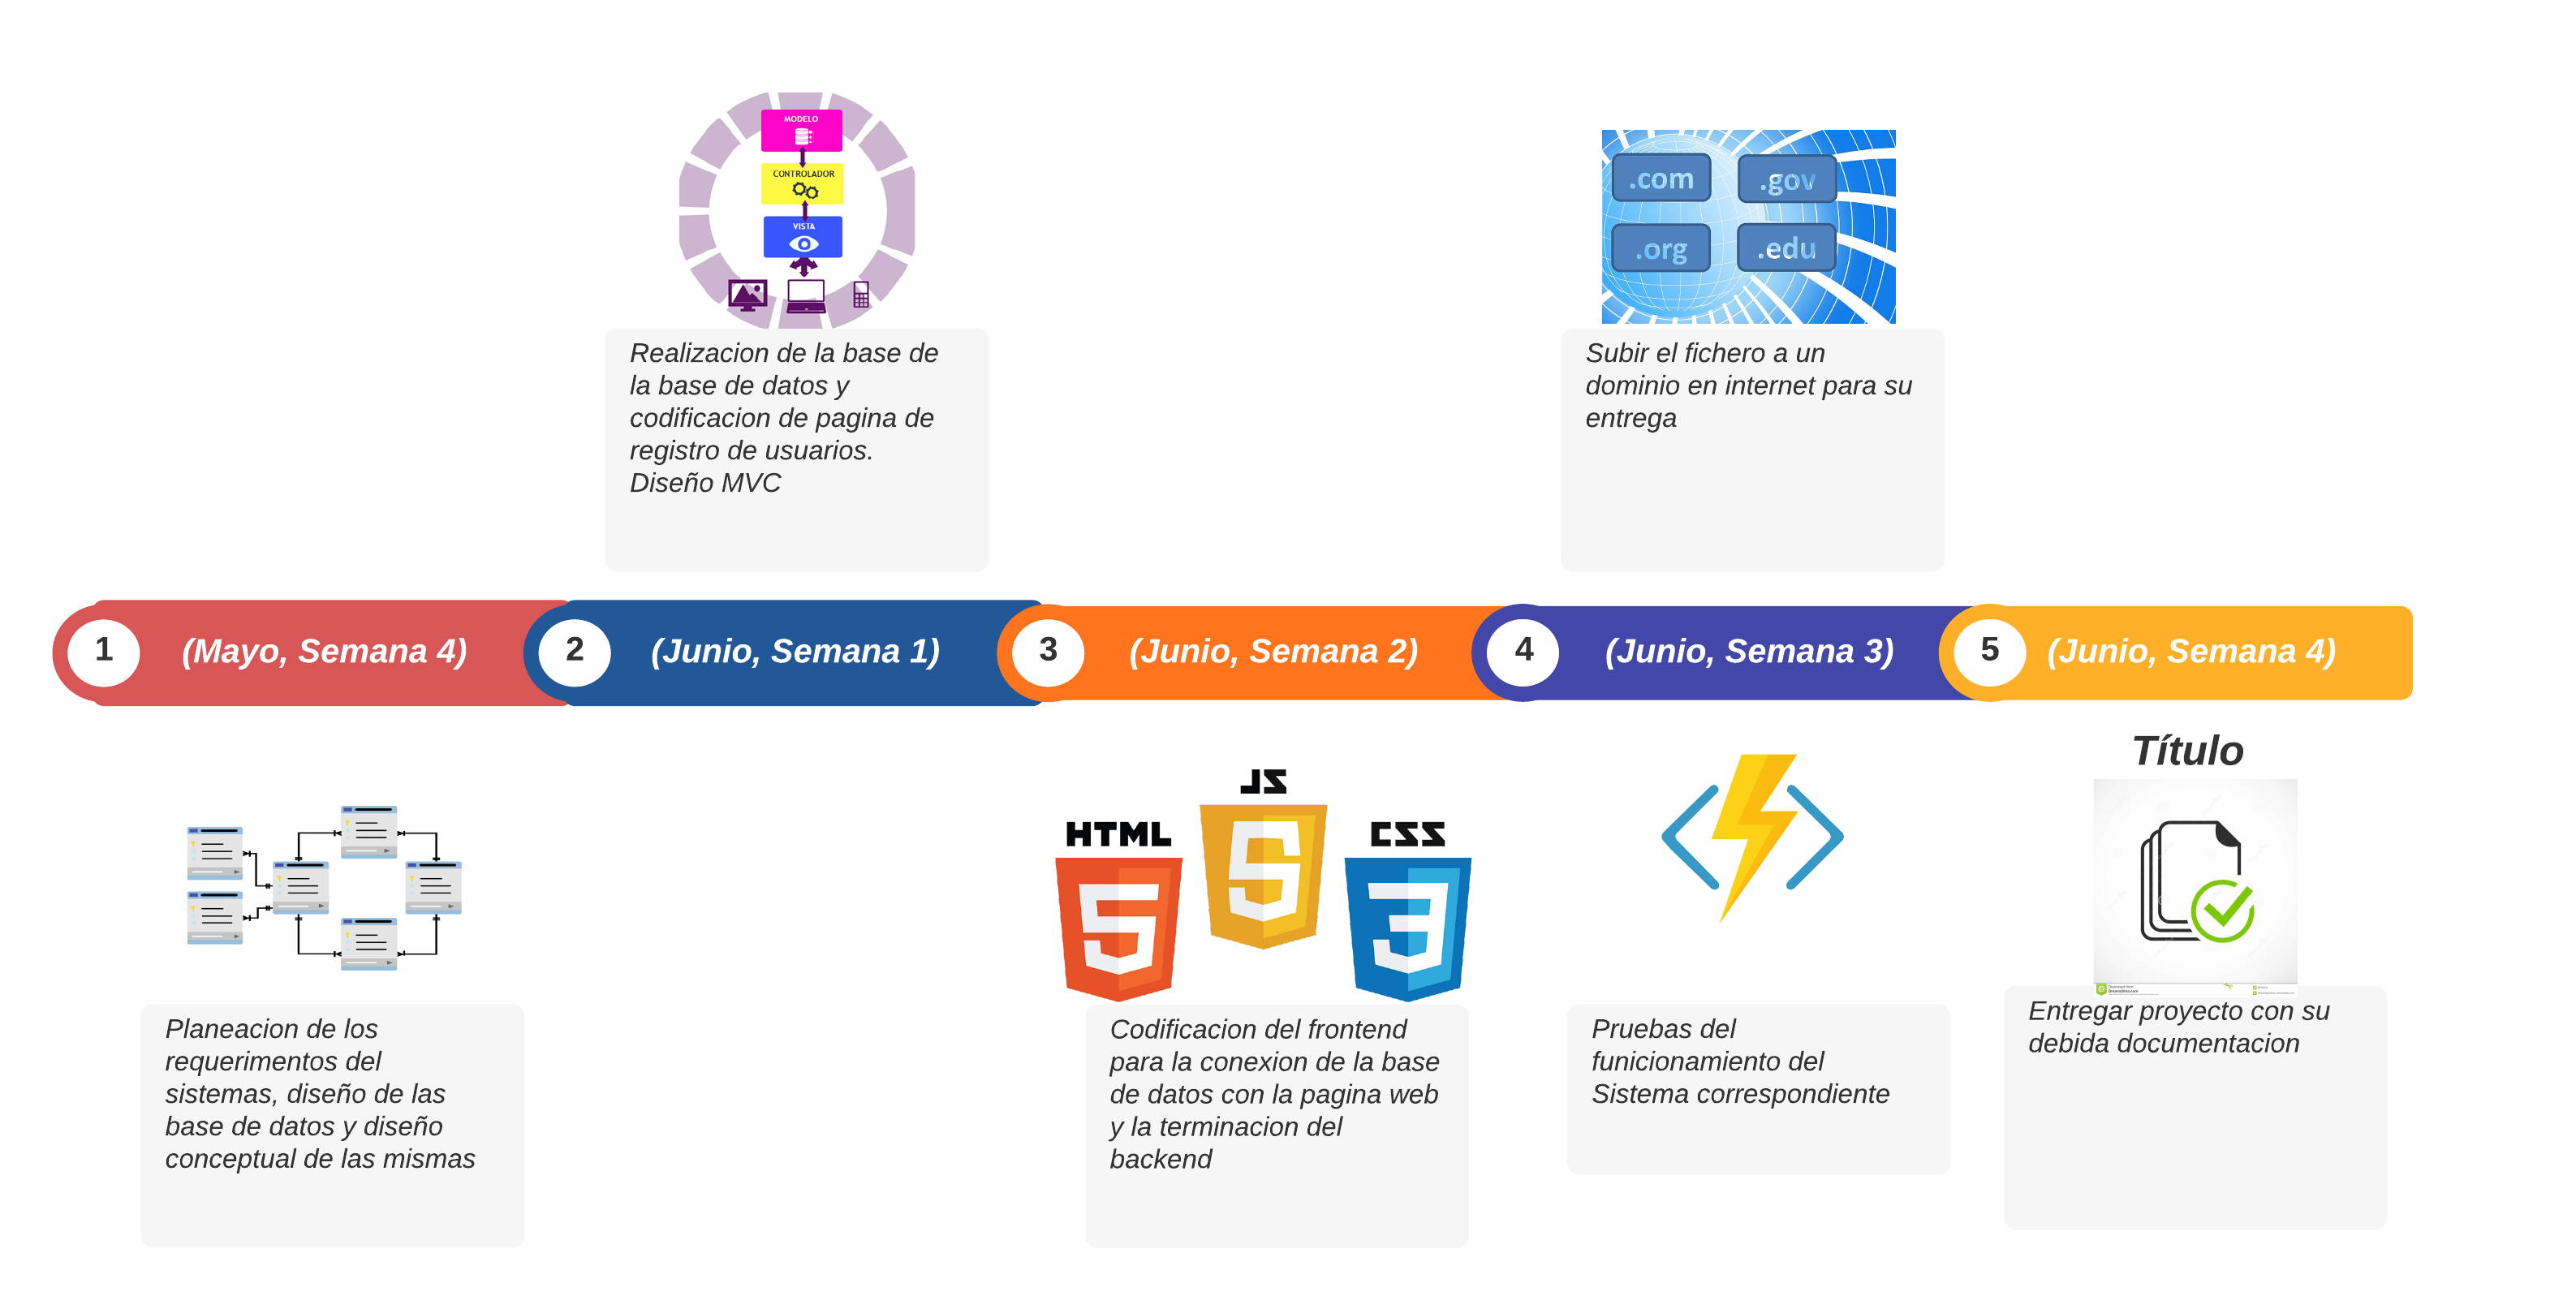 MODELO
CONTROLADOR
VISTA
Realizacion de la base de
la base de datos y
codificacion de pagina de
registro de usuarios.
Diseño MVC
.com
.gov
.org
.edu
Subir el fichero a un
dominio en internet para su
entrega
1
(Mayo, Semana 4)
2
(Junio, Semana 1)
3
(Junio, Semana 2)
4
(Junio, Semana 3)
5
(Junio, Semana 4)
Planeacion de los
requerimentos del
sistemas, diseño de las
base de datos y diseño
conceptual de las mismas
HTML
JS
CSS
Codificacion del frontend
para la conexion de la base
de datos con la pagina web
y la terminacion del
backend
Pruebas del
funicionamiento del
Sistema correspondiente
Título
Entregar proyecto con su
debida documentacion